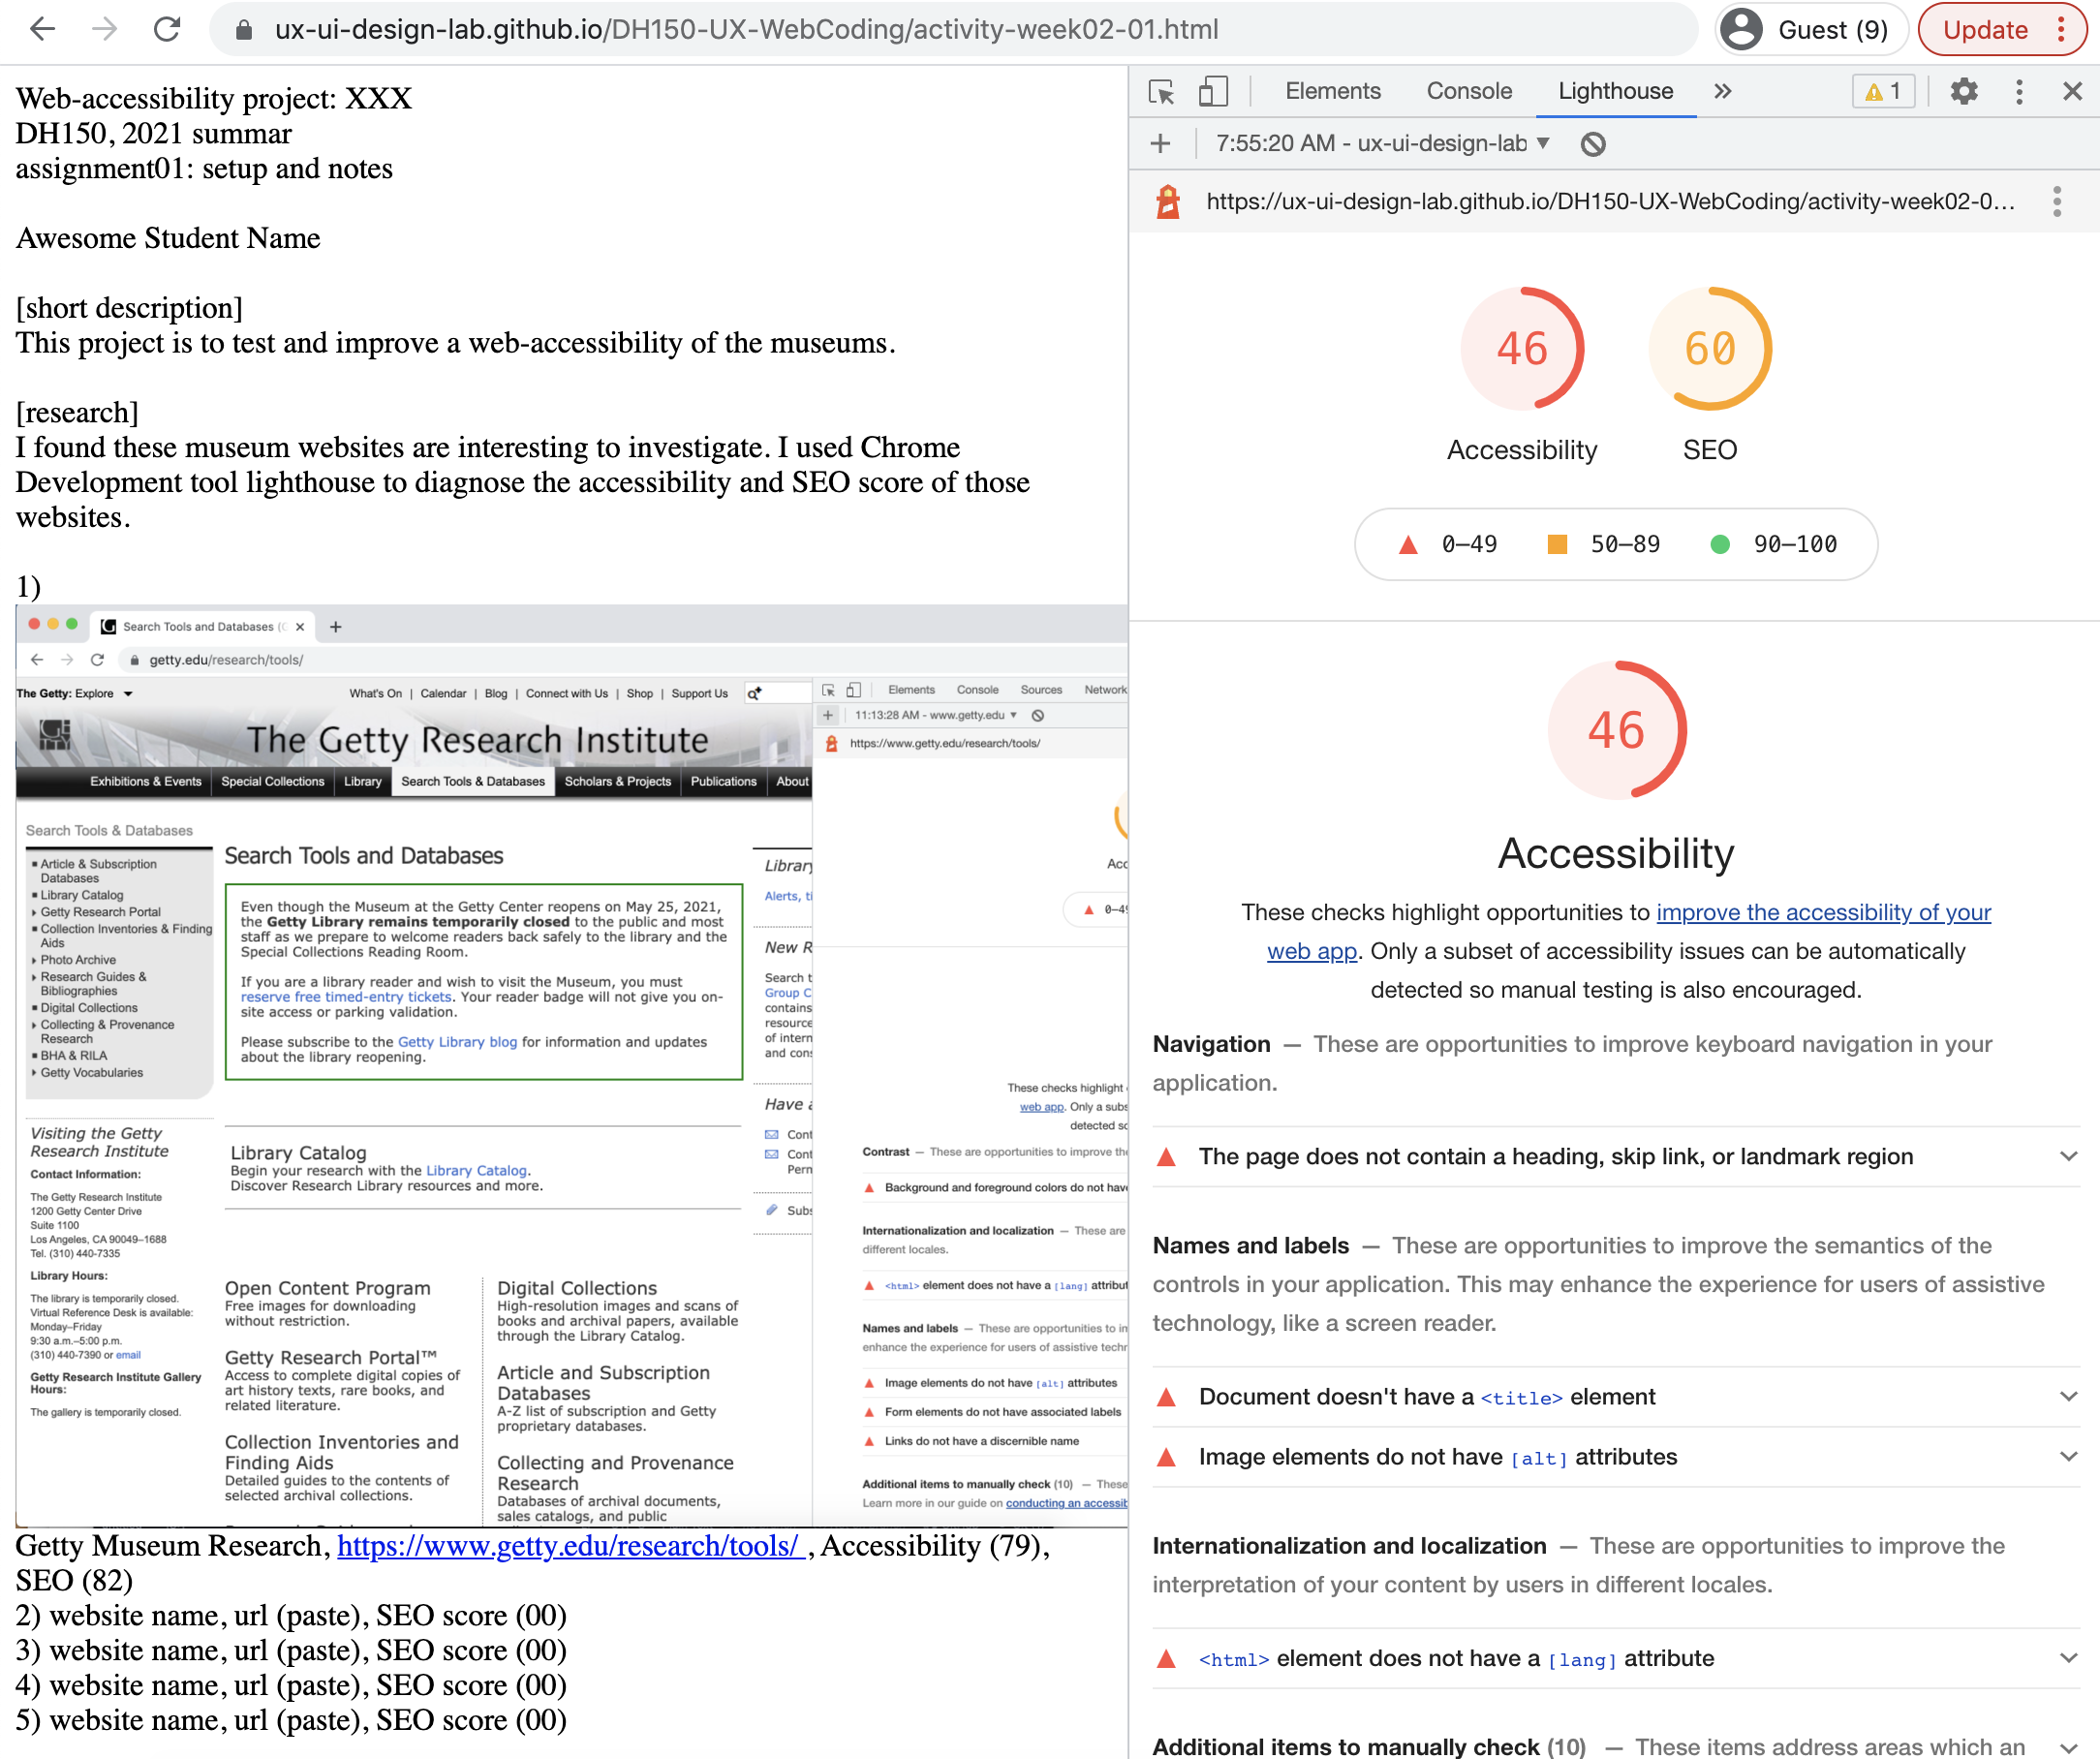 ux-ui-design-lab.github.io/DH150-UX-WebCoding/activity-week02-01.html
Guest (9)
Update
Web-accessibility project: XXX
DH150, 2021 summar
assignment01: setup and notes
Awesome Student Name
[short description]
This project is to test and improve a web-accessibility of the museums.
[research]
I found these museum websites are interesting to investigate. I used Chrome
Development tool lighthouse to diagnose the accessibility and SEO score of those
websites.
1)
Search Tools and Databases (
getty.edu/research/tools/
The Getty: Explore
What's On | Calendar | Blog | Connect with Us | Shop | Support Us
The Getty Research Institute
Exhibitions & Events
Special Collections
Library
Search Tools & Databases
Scholars & Projects
Publications
About
Search Tools & Databases
Article & Subscription
Databases
Library Catalog
Getty Research Portal
Collection Inventories & Finding
Aids
Photo Archive
Research Guides &
Bibliographies
Digital Collections
Collecting & Provenance
Research
BHA & RILA
Getty Vocabularies
Visiting the Getty
Research Institute
Contact Information:
The Getty Research Institute
1200 Getty Center Drive
Suite 1100
Los Angeles, CA 90049–1688
Tel. (310) 440-7335
Library Hours:
The library is temporarily closed.
Virtual Reference Desk is available:
Monday–Friday
9:30 a.m.–5:00 p.m.
(310) 440-7390 or email
Getty Research Institute Gallery
Hours:
The gallery is temporarily closed.
Search Tools and Databases
Even though the Museum at the Getty Center reopens on May 25, 2021,
the Getty Library remains temporarily closed to the public and most
staff as we prepare to welcome readers back safely to the library and the
Special Collections Reading Room.
If you are a library reader and wish to visit the Museum, you must
reserve free timed-entry tickets. Your reader badge will not give you on-
site access or parking validation.
Please subscribe to the Getty Library blog for information and updates
about the library reopening.
Library Catalog
Begin your research with the Library Catalog.
Discover Research Library resources and more.
Open Content Program
Free images for downloading
without restriction.
Getty Research Portal™
Access to complete digital copies of
art history texts, rare books, and
related literature.
Collection Inventories and
Finding Aids
Detailed guides to the contents of
selected archival collections.
Digital Collections
High-resolution images and scans of
books and archival papers, available
through the Library Catalog.
Article and Subscription
Databases
A-Z list of subscription and Getty
proprietary databases.
Collecting and Provenance
Research
Databases of archival documents,
sales catalogs, and public
Library
Alerts, ti
New R
Search t
Group C
contains
resource
of intern
and cons
Have a
Cont
Cont
Perm
Subs
Elements
Console
Sources
Network
11:13:28 AM - www.getty.edu
https://www.getty.edu/research/tools/
Acc
0–49
These checks highlight
web app. Only a subs
detected so
Contrast — These are opportunities to improve the
Background and foreground colors do not have
Internationalization and localization — These are
different locales.
<html> element does not have a [lang] attribut
Names and labels — These are opportunities to im
enhance the experience for users of assistive techn
Image elements do not have [alt] attributes
Form elements do not have associated labels
Links do not have a discernible name
Additional items to manually check (10) — These
Learn more in our guide on conducting an accessib
Getty Museum Research, https://www.getty.edu/research/tools/ , Accessibility (79),
SEO (82)
2) website name, url (paste), SEO score (00)
3) website name, url (paste), SEO score (00)
4) website name, url (paste), SEO score (00)
5) website name, url (paste), SEO score (00)
Elements
Console
Lighthouse
1
7:55:20 AM - ux-ui-design-lab
https://ux-ui-design-lab.github.io/DH150-UX-WebCoding/activity-week02-0...
46
60
Accessibility
SEO
0–49
50–89
90–100
46
Accessibility
These checks highlight opportunities to improve the accessibility of your
web app. Only a subset of accessibility issues can be automatically
detected so manual testing is also encouraged.
Navigation — These are opportunities to improve keyboard navigation in your
application.
The page does not contain a heading, skip link, or landmark region
Names and labels — These are opportunities to improve the semantics of the
controls in your application. This may enhance the experience for users of assistive
technology, like a screen reader.
Document doesn't have a <title> element
Image elements do not have [alt] attributes
Internationalization and localization — These are opportunities to improve the
interpretation of your content by users in different locales.
<html> element does not have a [lang] attribute
Additional items to manually check (10) — These items address areas which an